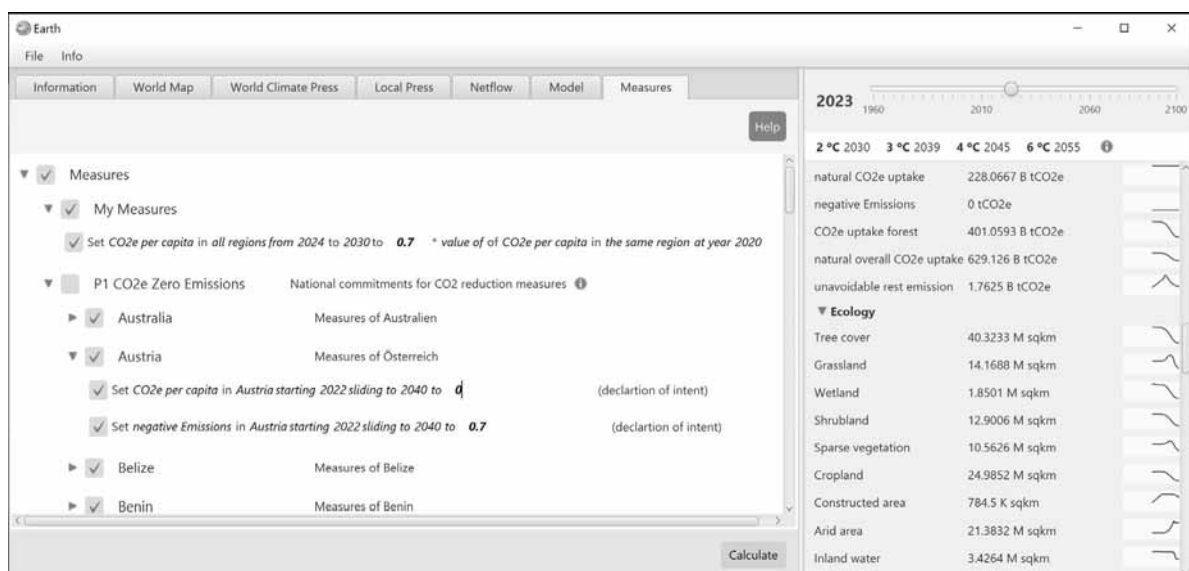 Earth
File Info
Information World Map World Climate Press Local Press Netflow Model Measures
Help
Measures
My Measures
Set CO2e per capita in all regions from 2024 to 2030 to 0.7 * value of of CO2e per capita in the same region at year 2020
P1 CO2e Zero Emissions National commitments for CO2 reduction measures
Australia Measures of Australien
Austria Measures of Österreich
Set CO2e per capita in Austria starting 2022 sliding to 2040 to 0 (declartion of intent)
Set negative Emissions in Austria starting 2022 sliding to 2040 to 0.7 (declartion of intent)
Belize Measures of Belize
Benin Measures of Benin
Calculate
2023
1960 2010 2060 2100
2 ºC 2030 3 ºC 2039 4 ºC 2045 6 ºC 2055
natural CO2e uptake 228.0667 B tCO2e
negative Emissions 0 tCO2e
CO2e uptake forest 401.0593 B tCO2e
natural overall CO2e uptake 629.126 B tCO2e
unavoidable rest emission 1.7625 B tCO2e
Ecology
Tree cover 40.3233 M sqkm
Grassland 14.1688 M sqkm
Wetland 1.8501 M sqkm
Shrubland 12.9006 M sqkm
Sparse vegetation 10.5626 M sqkm
Cropland 24.9852 M sqkm
Constructed area 784.5 K sqkm
Arid area 21.3832 M sqkm
Inland water 3.4264 M sqkm